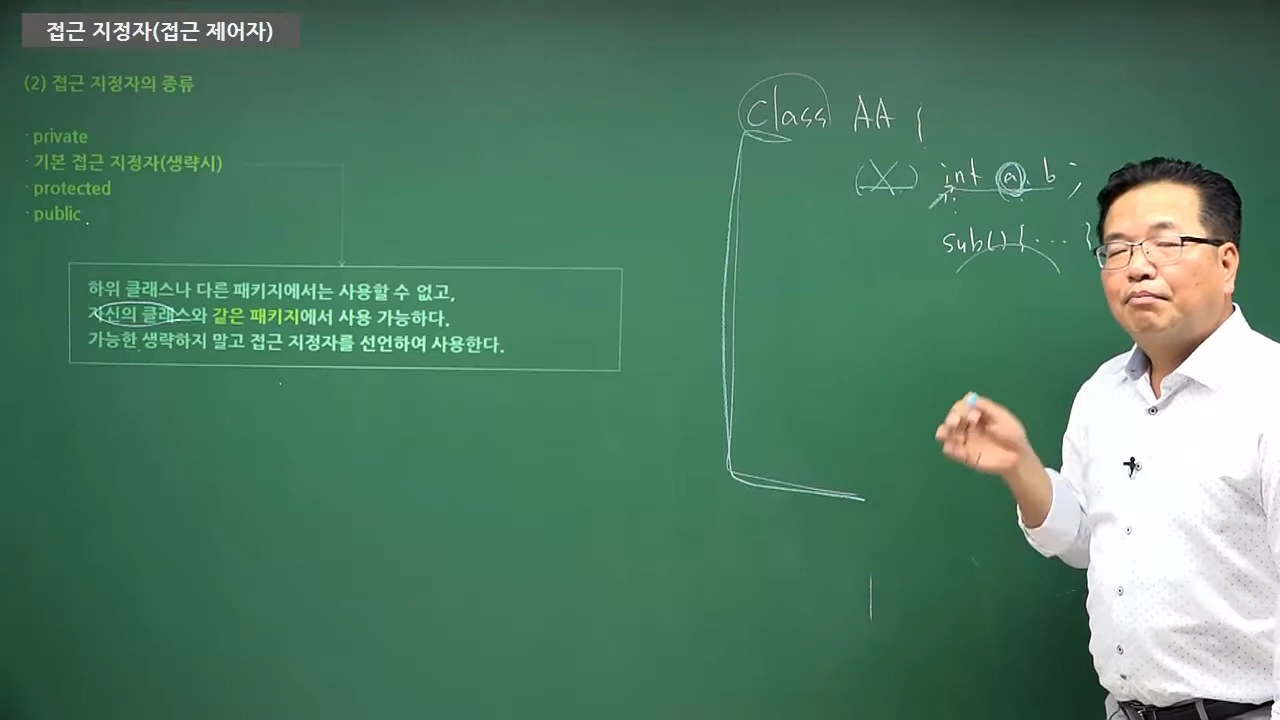 접근 지정자(접근 제어자)
(2) 접근 지정자의 종류
· private
· 기본 접근 지정자(생략시)
· protected
· public
하위 클래스나 다른 패키지에서는 사용할 수 없고,
자신의 클래스와 같은 패키지에서 사용 가능하다.
가능한 생략하지 말고 접근 지정자를 선언하여 사용한다.
class AA {
(X) int a, b ;
sub() { ... }